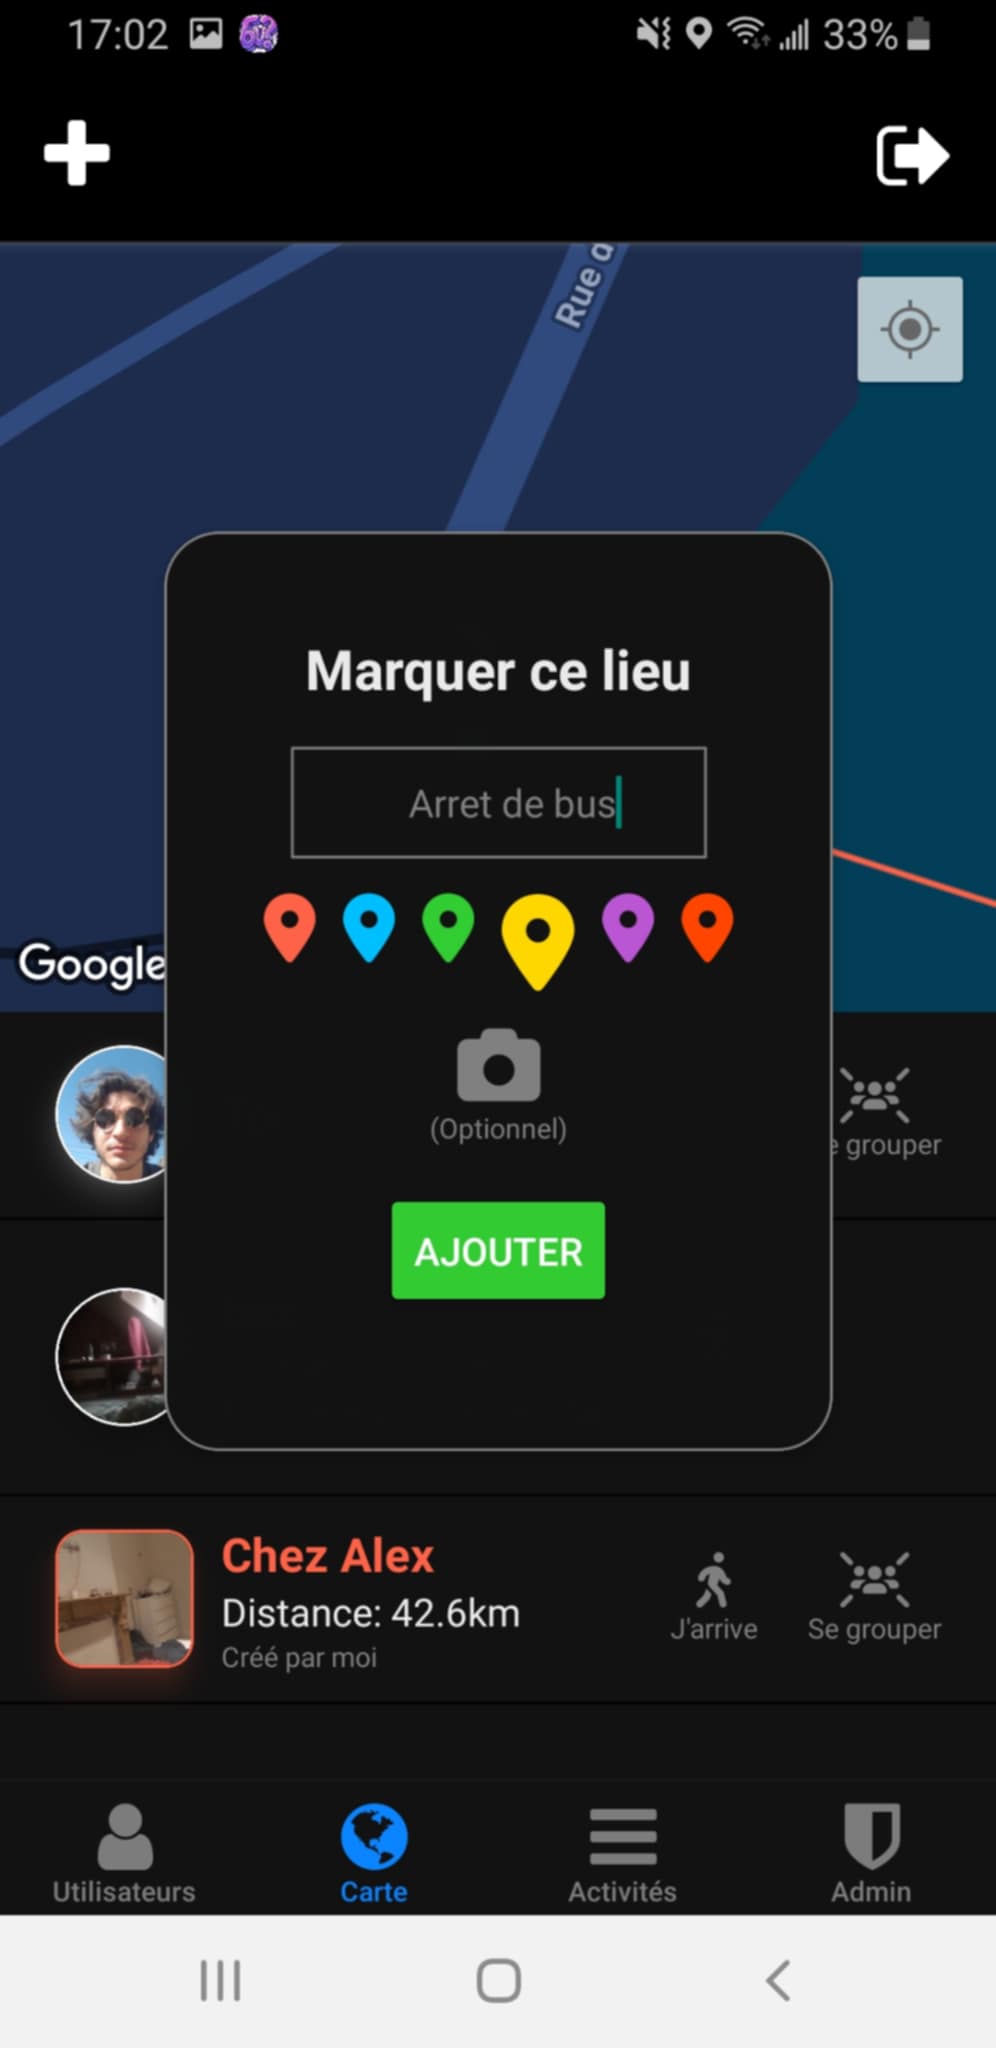 17:02
33%
Rue d
Google
Marquer ce lieu
Arret de bus
(Optionnel)
AJOUTER
e grouper
Chez Alex
Distance: 42.6km
Créé par moi
J'arrive
Se grouper
Utilisateurs
Carte
Activités
Admin